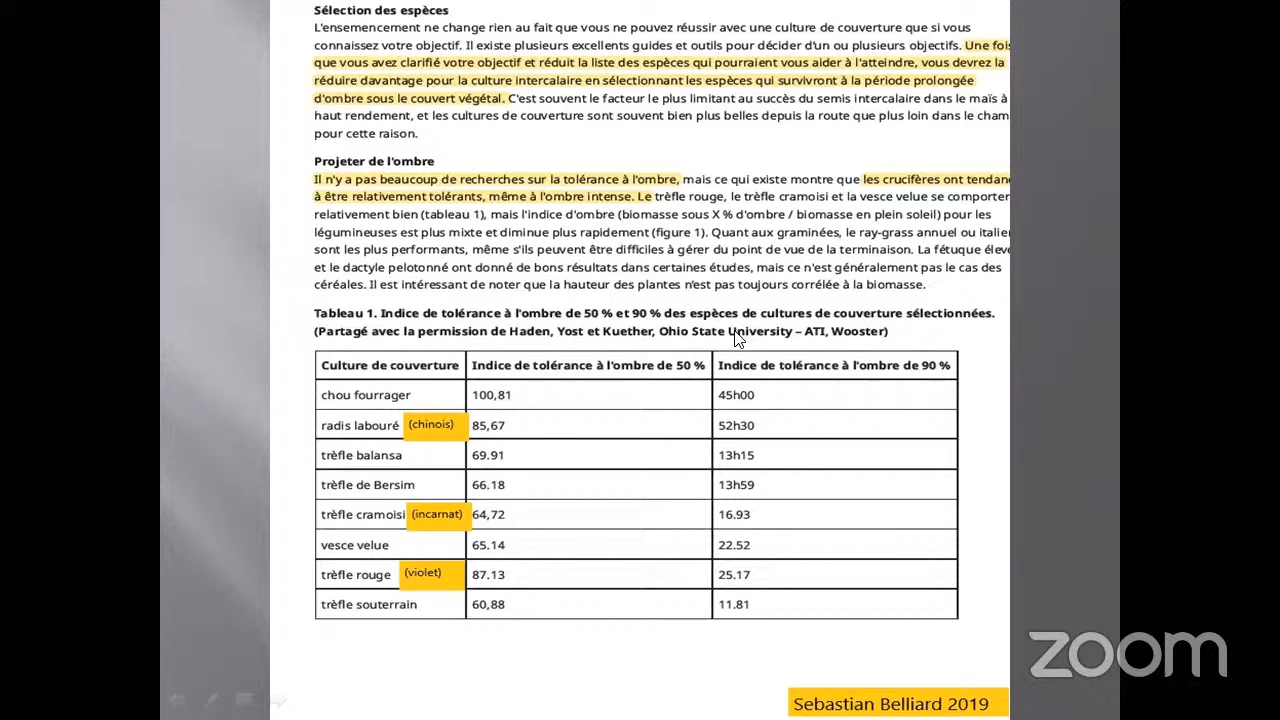 Sélection des espèces
L'ensemencement ne change rien au fait que vous ne pouvez réussir avec une culture de couverture que si vous
connaissez votre objectif. Il existe plusieurs excellents guides et outils pour décider d'un ou plusieurs objectifs. Une fois
que vous avez clarifié votre objectif et réduit la liste des espèces qui pourraient vous aider à l'atteindre, vous devrez la
réduire davantage pour la culture intercalaire en sélectionnant les espèces qui survivront à la période prolongée
d'ombre sous le couvert végétal. C'est souvent le facteur le plus limitant au succès du semis intercalaire dans le maïs à
haut rendement, et les cultures de couverture sont souvent bien plus belles depuis la route que plus loin dans le cham
pour cette raison.
Projeter de l'ombre
Il n'y a pas beaucoup de recherches sur la tolérance à l'ombre, mais ce qui existe montre que les crucifères ont tendan
à être relativement tolérants, même à l'ombre intense. Le trèfle rouge, le trèfle cramoisi et la vesce velue se comporten
relativement bien (tableau 1), mais l'indice d'ombre (biomasse sous X % d'ombre / biomasse en plein soleil) pour les
légumineuses est plus mixte et diminue plus rapidement (figure 1). Quant aux graminées, le ray-grass annuel ou italien
sont les plus performants, même s'ils peuvent être difficiles à gérer du point de vue de la terminaison. La fétuque éleve
et le dactyle pelotonné ont donné de bons résultats dans certaines études, mais ce n'est généralement pas le cas des
céréales. Il est intéressant de noter que la hauteur des plantes n'est pas toujours corrélée à la biomasse.
Tableau 1. Indice de tolérance à l'ombre de 50 % et 90 % des espèces de cultures de couverture sélectionnées.
(Partagé avec la permission de Haden, Yost et Kuether, Ohio State University – ATI, Wooster)
Culture de couverture Indice de tolérance à l'ombre de 50 % Indice de tolérance à l'ombre de 90 %
chou fourrager 100,81 45h00
radis labouré (chinois) 85,67 52h30
trèfle balansa 69.91 13h15
trèfle de Bersim 66.18 13h59
trèfle cramoisi (incarnat) 64,72 16.93
vesce velue 65.14 22.52
trèfle rouge (violet) 87.13 25.17
trèfle souterrain 60,88 11.81
zoom
Sebastian Belliard 2019